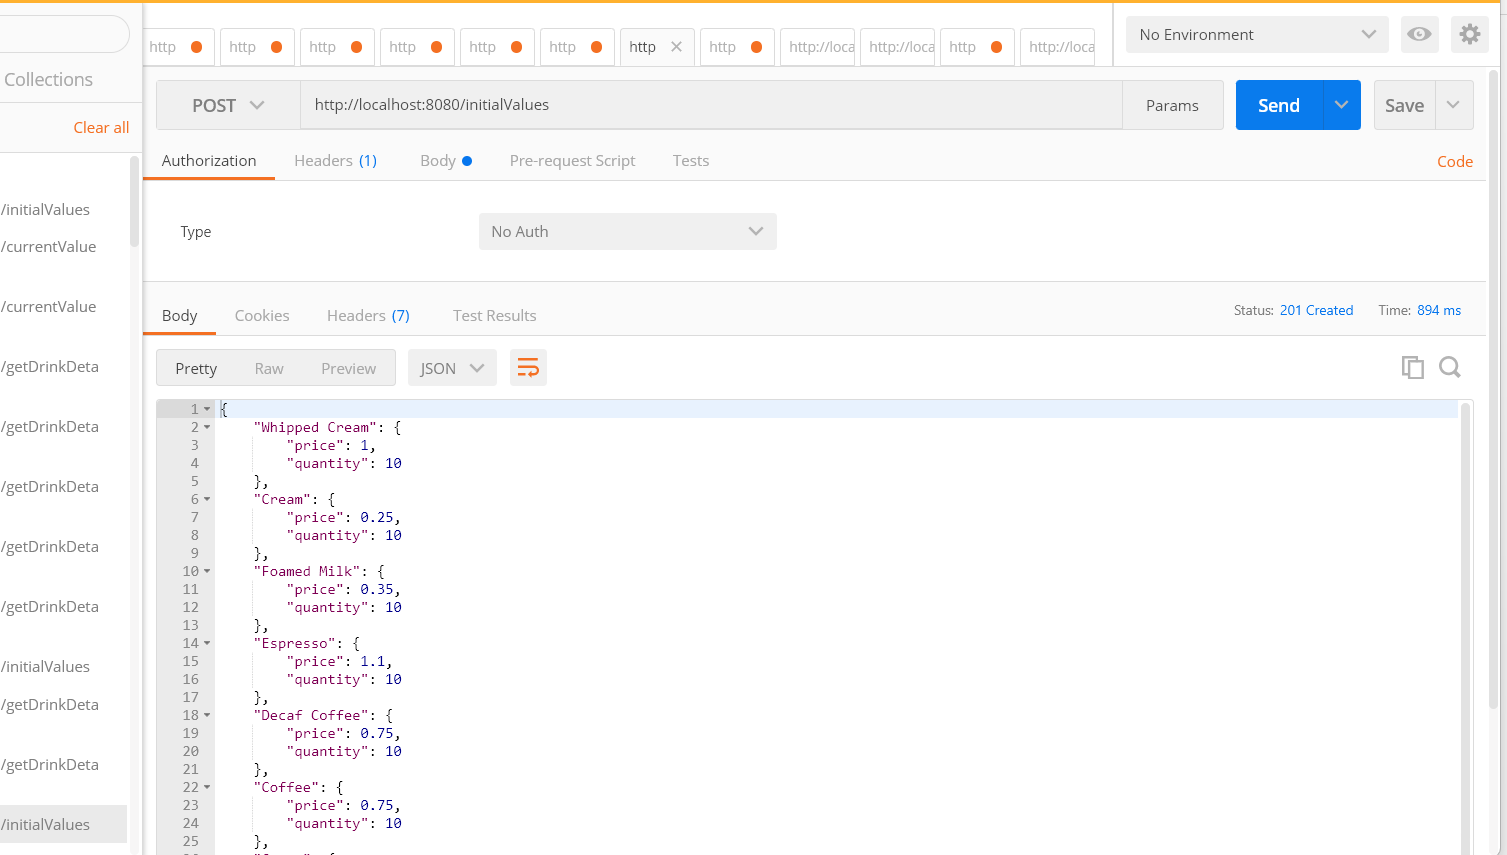 http http http http http http http http http://loca http://loca http http://loca
No Environment
Collections
Clear all
/initialValues
/currentValue
/currentValue
/getDrinkDeta
/getDrinkDeta
/getDrinkDeta
/getDrinkDeta
/getDrinkDeta
/initialValues
/getDrinkDeta
/getDrinkDeta
/initialValues
POST http://localhost:8080/initialValues Params Send Save
Authorization Headers (1) Body Pre-request Script Tests Code
Type No Auth
Body Cookies Headers (7) Test Results Status: 201 Created Time: 894 ms
Pretty Raw Preview JSON
1 {
2 "Whipped Cream": {
3 "price": 1,
4 "quantity": 10
5 },
6 "Cream": {
7 "price": 0.25,
8 "quantity": 10
9 },
10 "Foamed Milk": {
11 "price": 0.35,
12 "quantity": 10
13 },
14 "Espresso": {
15 "price": 1.1,
16 "quantity": 10
17 },
18 "Decaf Coffee": {
19 "price": 0.75,
20 "quantity": 10
21 },
22 "Coffee": {
23 "price": 0.75,
24 "quantity": 10
25 },